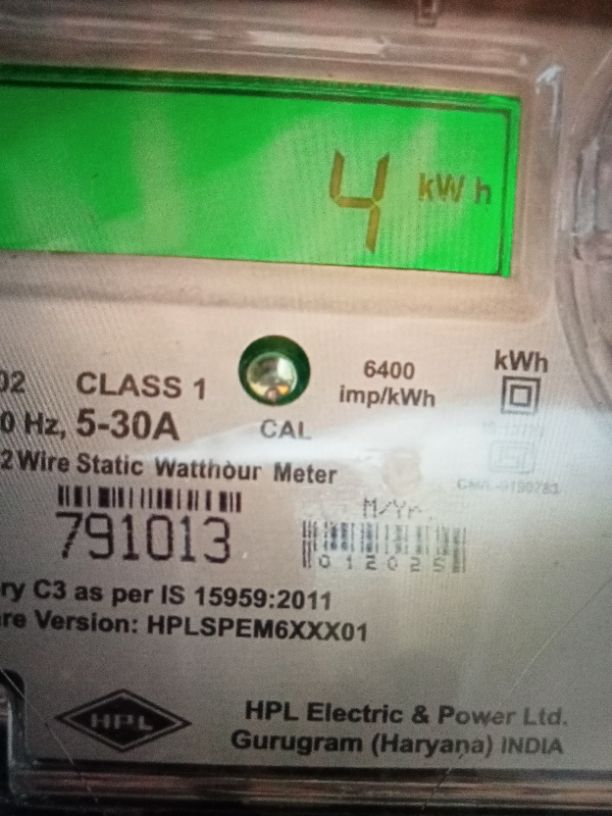 4 kWh
02 CLASS 1
6400
imp/kWh
kWh
0 Hz, 5-30A
CAL
2 Wire Static Watthour Meter
791013
M/Yr.
012025
ry C3 as per IS 15959:2011
re Version: HPLSPEM6XXX01
HPL
HPL Electric & Power Ltd.
Gurugram (Haryana) INDIA